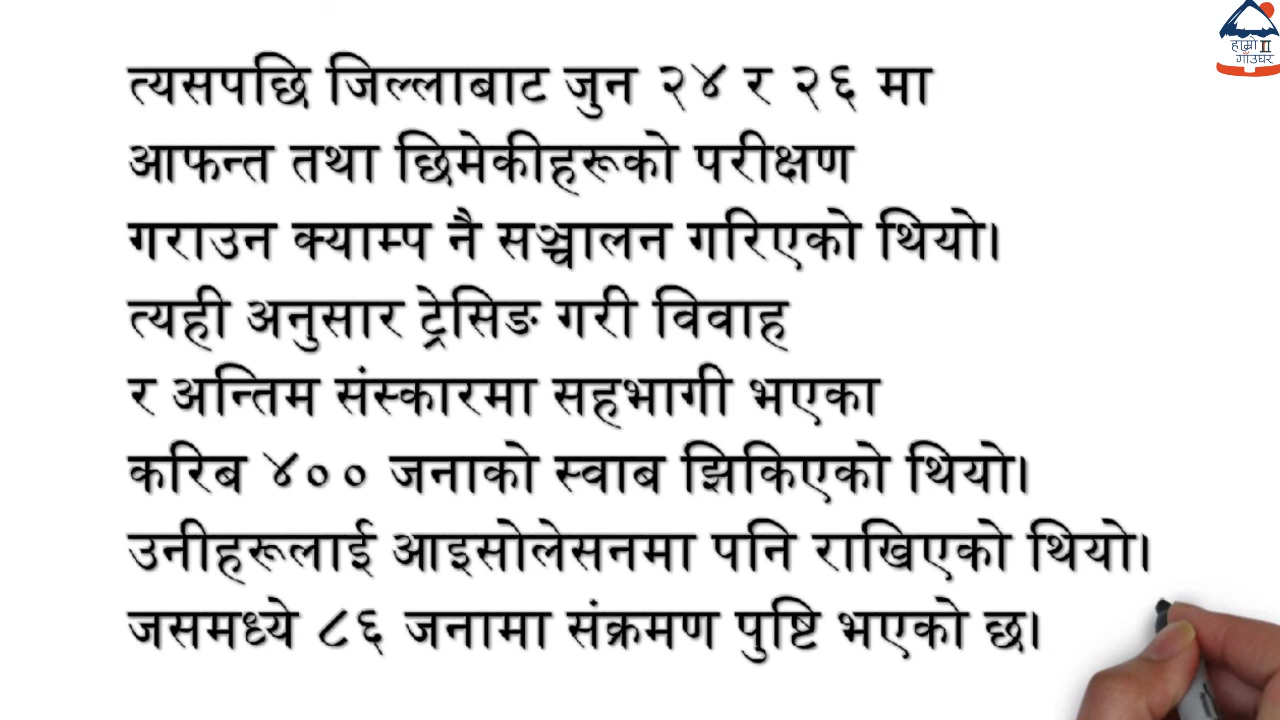 त्यसपछि जिल्लाबाट जुन २४ र २६ मा
आफन्त तथा छिमेकीहरूको परीक्षण
गराउन क्याम्प नै सञ्चालन गरिएको थियो।
त्यही अनुसार ट्रेसिङ गरी विवाह
र अन्तिम संस्कारमा सहभागी भएका
करिब ४०० जनाको स्वाब झिकिएको थियो।
उनीहरूलाई आइसोलेसनमा पनि राखिएको थियो।
जसमध्ये ८६ जनामा संक्रमण पुष्टि भएको छ।
हाम्रो
गाँउघर